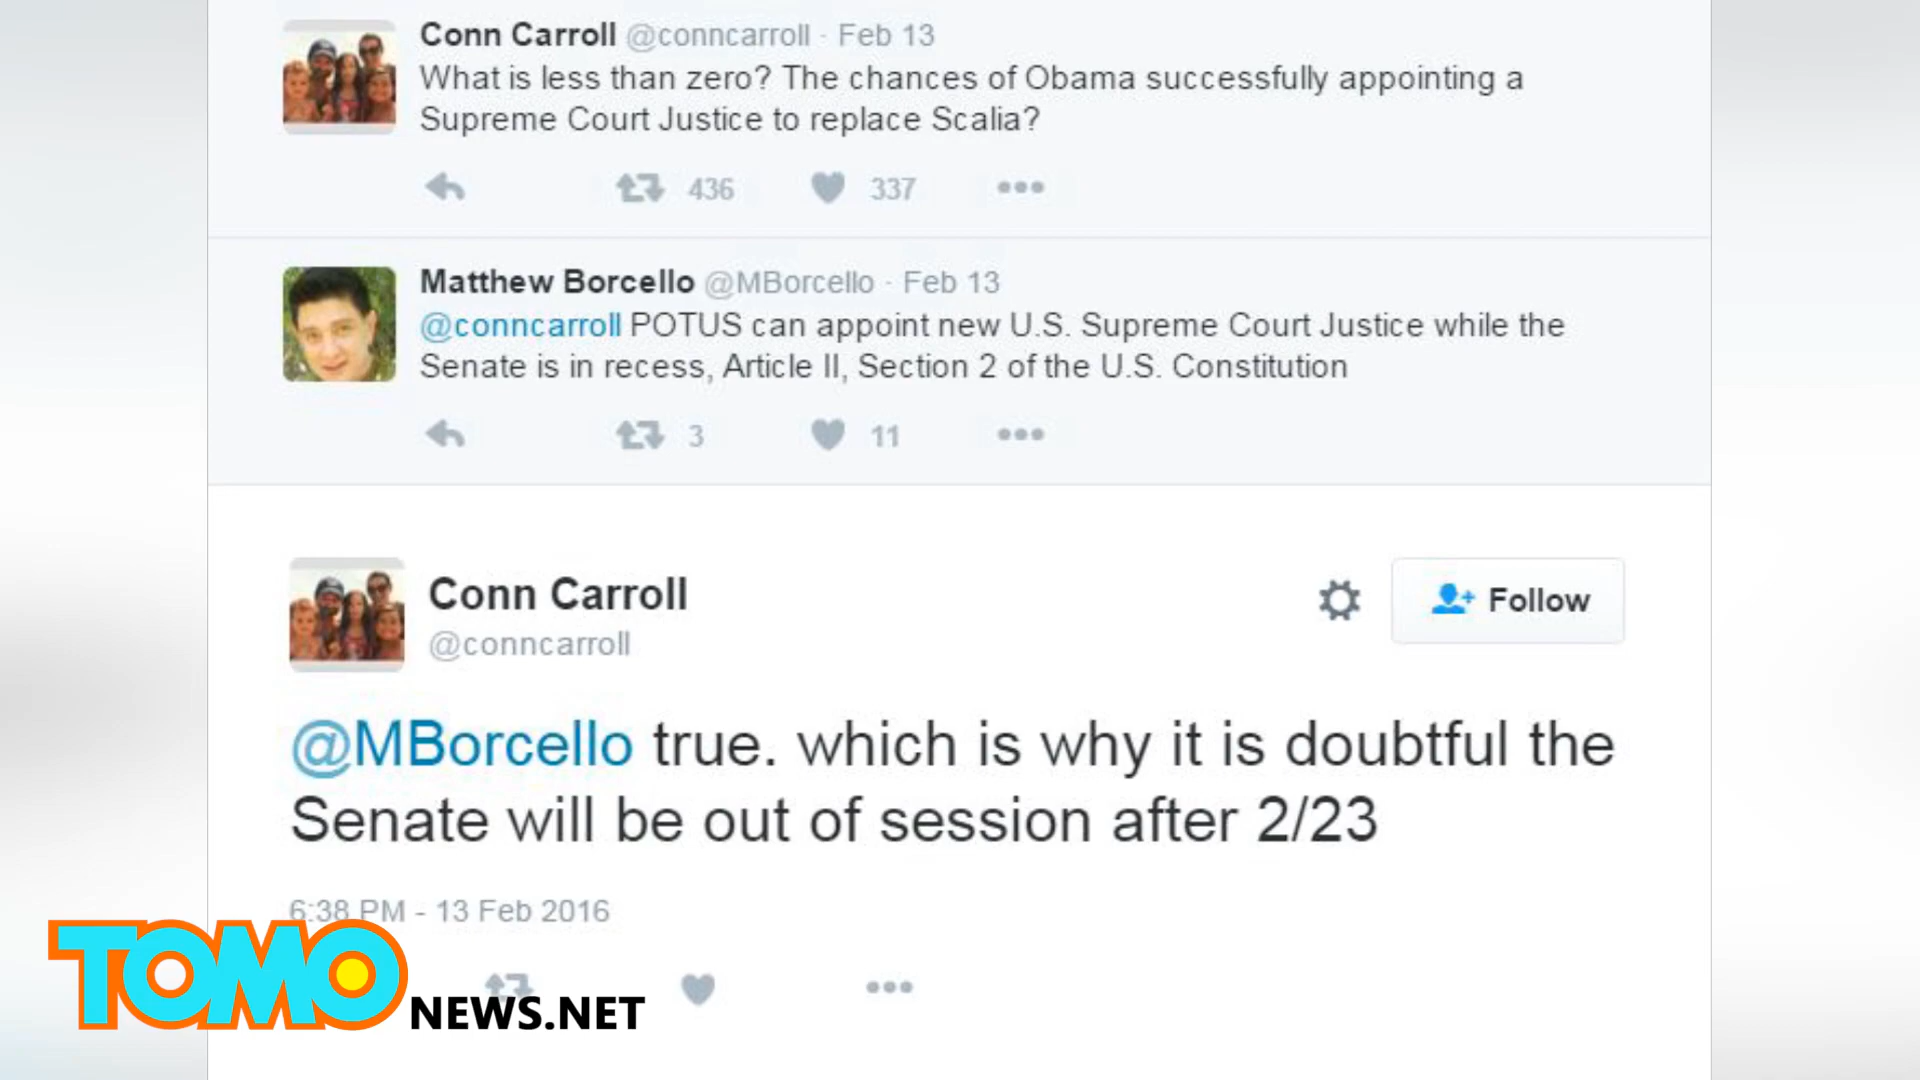 Conn Carroll @conncarroll · Feb 13
What is less than zero? The chances of Obama successfully appointing a
Supreme Court Justice to replace Scalia?
436 337
Matthew Borcello @MBorcello · Feb 13
@conncarroll POTUS can appoint new U.S. Supreme Court Justice while the
Senate is in recess, Article II, Section 2 of the U.S. Constitution
3 11
Conn Carroll
@conncarroll
Follow
@MBorcello true. which is why it is doubtful the
Senate will be out of session after 2/23
6:38 PM - 13 Feb 2016
TOMO
NEWS.NET